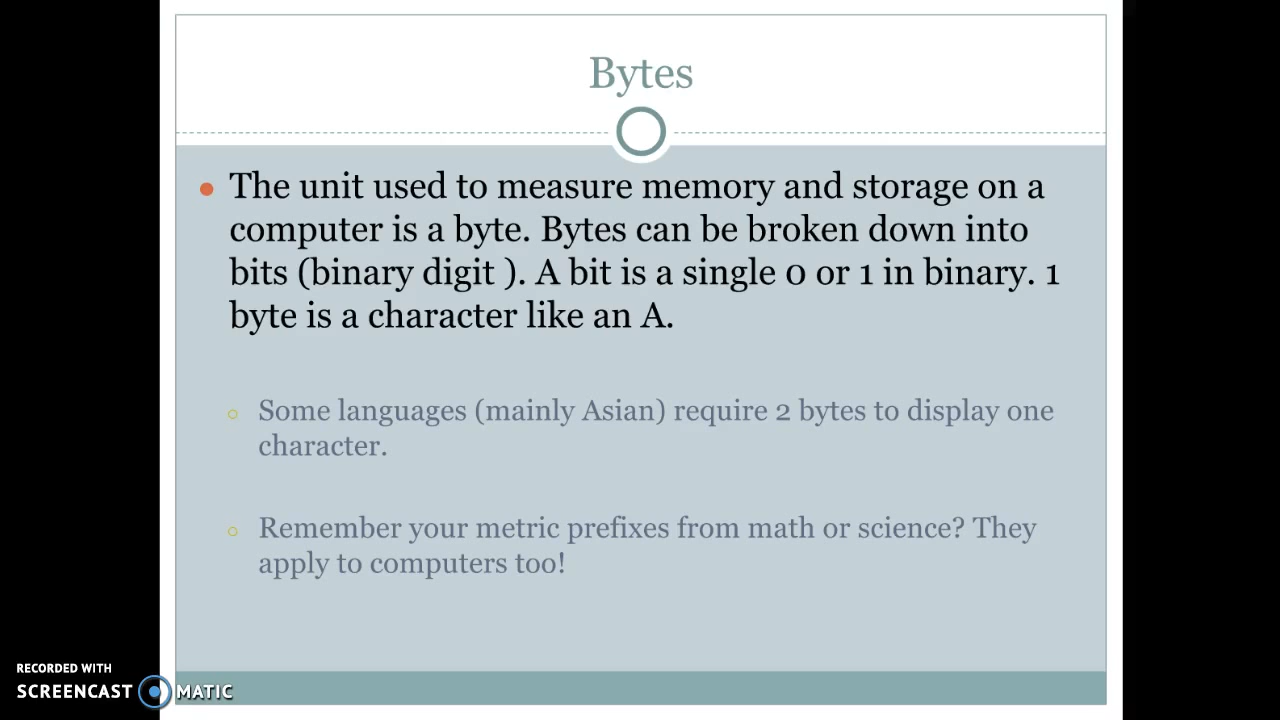 Bytes
The unit used to measure memory and storage on a
computer is a byte. Bytes can be broken down into
bits (binary digit ). A bit is a single 0 or 1 in binary. 1
byte is a character like an A.
Some languages (mainly Asian) require 2 bytes to display one
character.
Remember your metric prefixes from math or science? They
apply to computers too!
RECORDED WITH
SCREENCAST MATIC